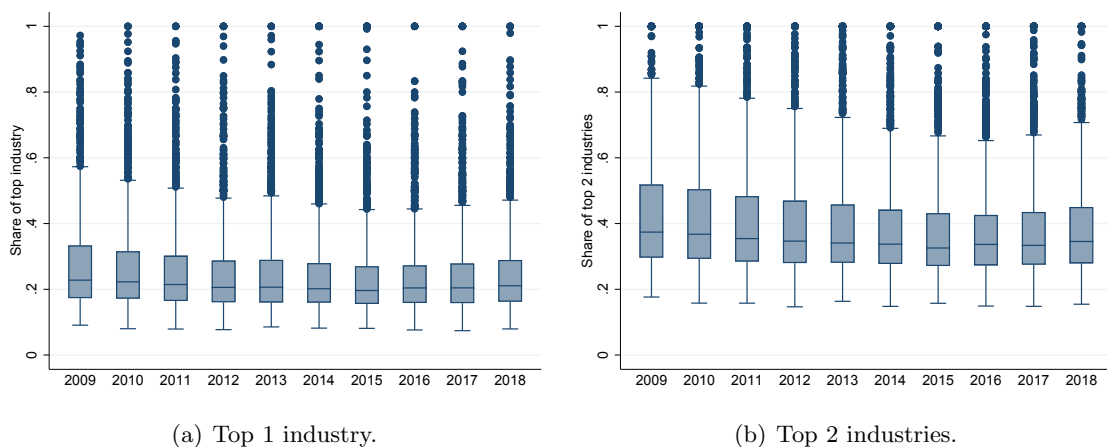 Share of top industry
0 .2 .4 .6 .8 1
2009 2010 2011 2012 2013 2014 2015 2016 2017 2018
(a) Top 1 industry.
Share of top 2 industries
0 .2 .4 .6 .8 1
2009 2010 2011 2012 2013 2014 2015 2016 2017 2018
(b) Top 2 industries.